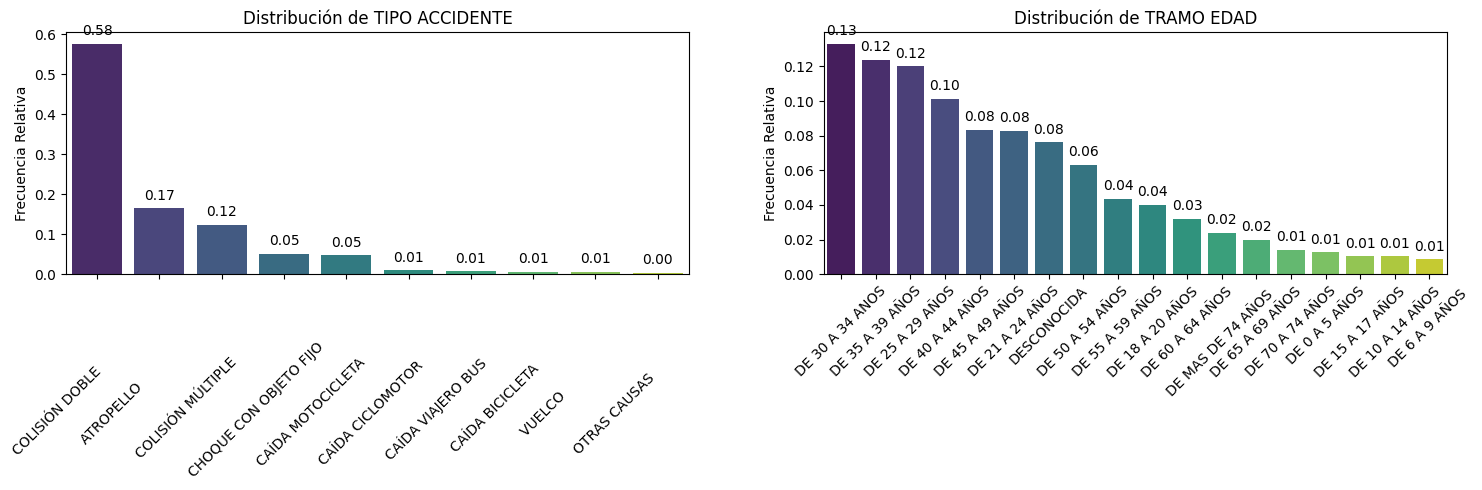 Distribución de TIPO ACCIDENTE
Frecuencia Relativa
0.6
0.5
0.4
0.3
0.2
0.1
0.0
0.58
0.17
0.12
0.05
0.05
0.01
0.01
0.01
0.01
0.00
COLISIÓN DOBLE
ATROPELLO
COLISIÓN MÚLTIPLE
CHOQUE CON OBJETO FIJO
CAÍDA MOTOCICLETA
CAÍDA CICLOMOTOR
CAÍDA VIAJERO BUS
CAÍDA BICICLETA
VUELCO
OTRAS CAUSAS
Distribución de TRAMO EDAD
Frecuencia Relativa
0.12
0.10
0.08
0.06
0.04
0.02
0.00
0.13
0.12
0.12
0.10
0.08
0.08
0.08
0.06
0.04
0.04
0.03
0.02
0.02
0.01
0.01
0.01
0.01
0.01
DE 30 A 34 AÑOS
DE 35 A 39 AÑOS
DE 25 A 29 AÑOS
DE 40 A 44 AÑOS
DE 45 A 49 AÑOS
DE 21 A 24 AÑOS
DESCONOCIDA
DE 50 A 54 AÑOS
DE 55 A 59 AÑOS
DE 18 A 20 AÑOS
DE 60 A 64 AÑOS
DE MAS DE 74 AÑOS
DE 65 A 69 AÑOS
DE 70 A 74 AÑOS
DE 0 A 5 AÑOS
DE 15 A 17 AÑOS
DE 10 A 14 AÑOS
DE 6 A 9 AÑOS